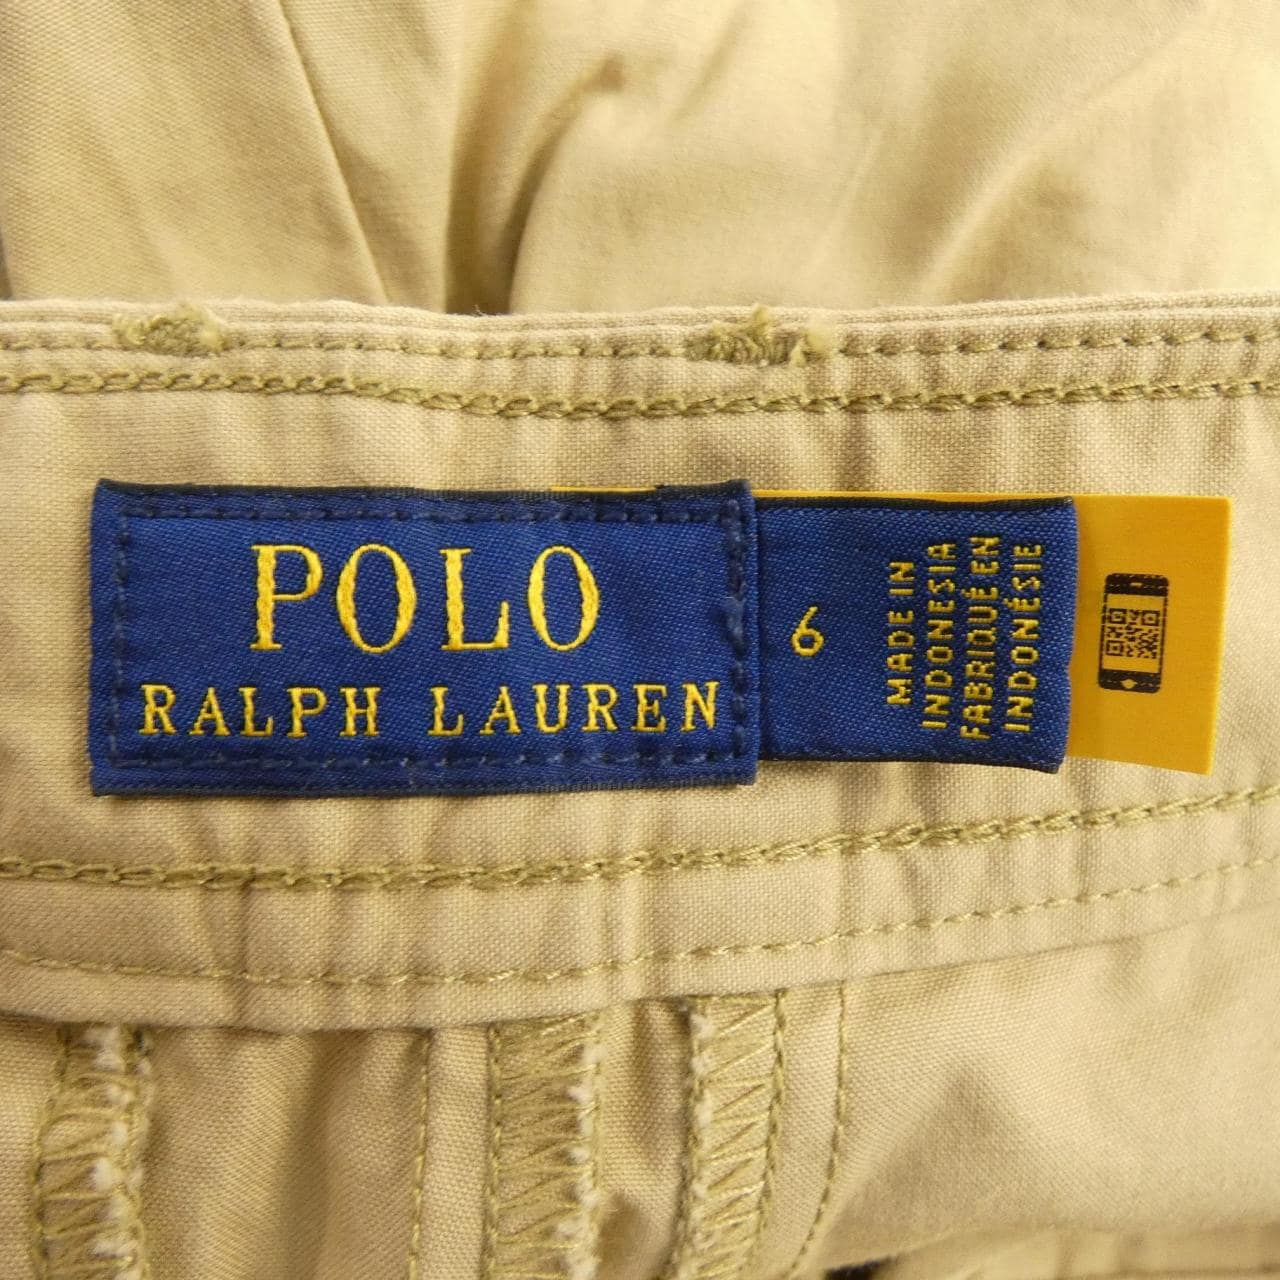 POLO
RALPH LAUREN
6
MADE IN
INDONESIA
FABRIQUÉ EN
INDONÉSIE